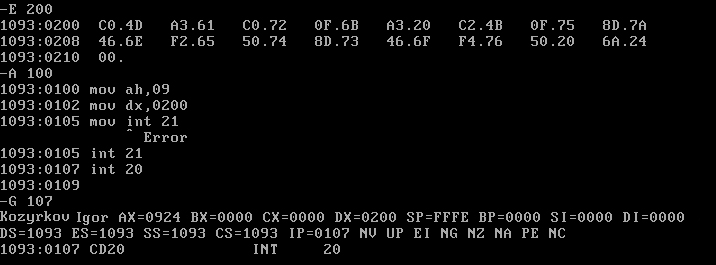 -E 200
1093:0200 C0.4D A3.61 C0.72 0F.6B A3.20 C2.4B 0F.75 8D.7A
1093:0208 46.6E F2.65 50.74 8D.73 46.6F F4.76 50.20 6A.24
1093:0210 00.
-A 100
1093:0100 mov ah,09
1093:0102 mov dx,0200
1093:0105 mov int 21
^ Error
1093:0105 int 21
1093:0107 int 20
1093:0109
-G 107
Kozyrkov Igor AX=0924 BX=0000 CX=0000 DX=0200 SP=FFFE BP=0000 SI=0000 DI=0000
DS=1093 ES=1093 SS=1093 CS=1093 IP=0107 NV UP EI NG NZ NA PE NC
1093:0107 CD20 INT 20